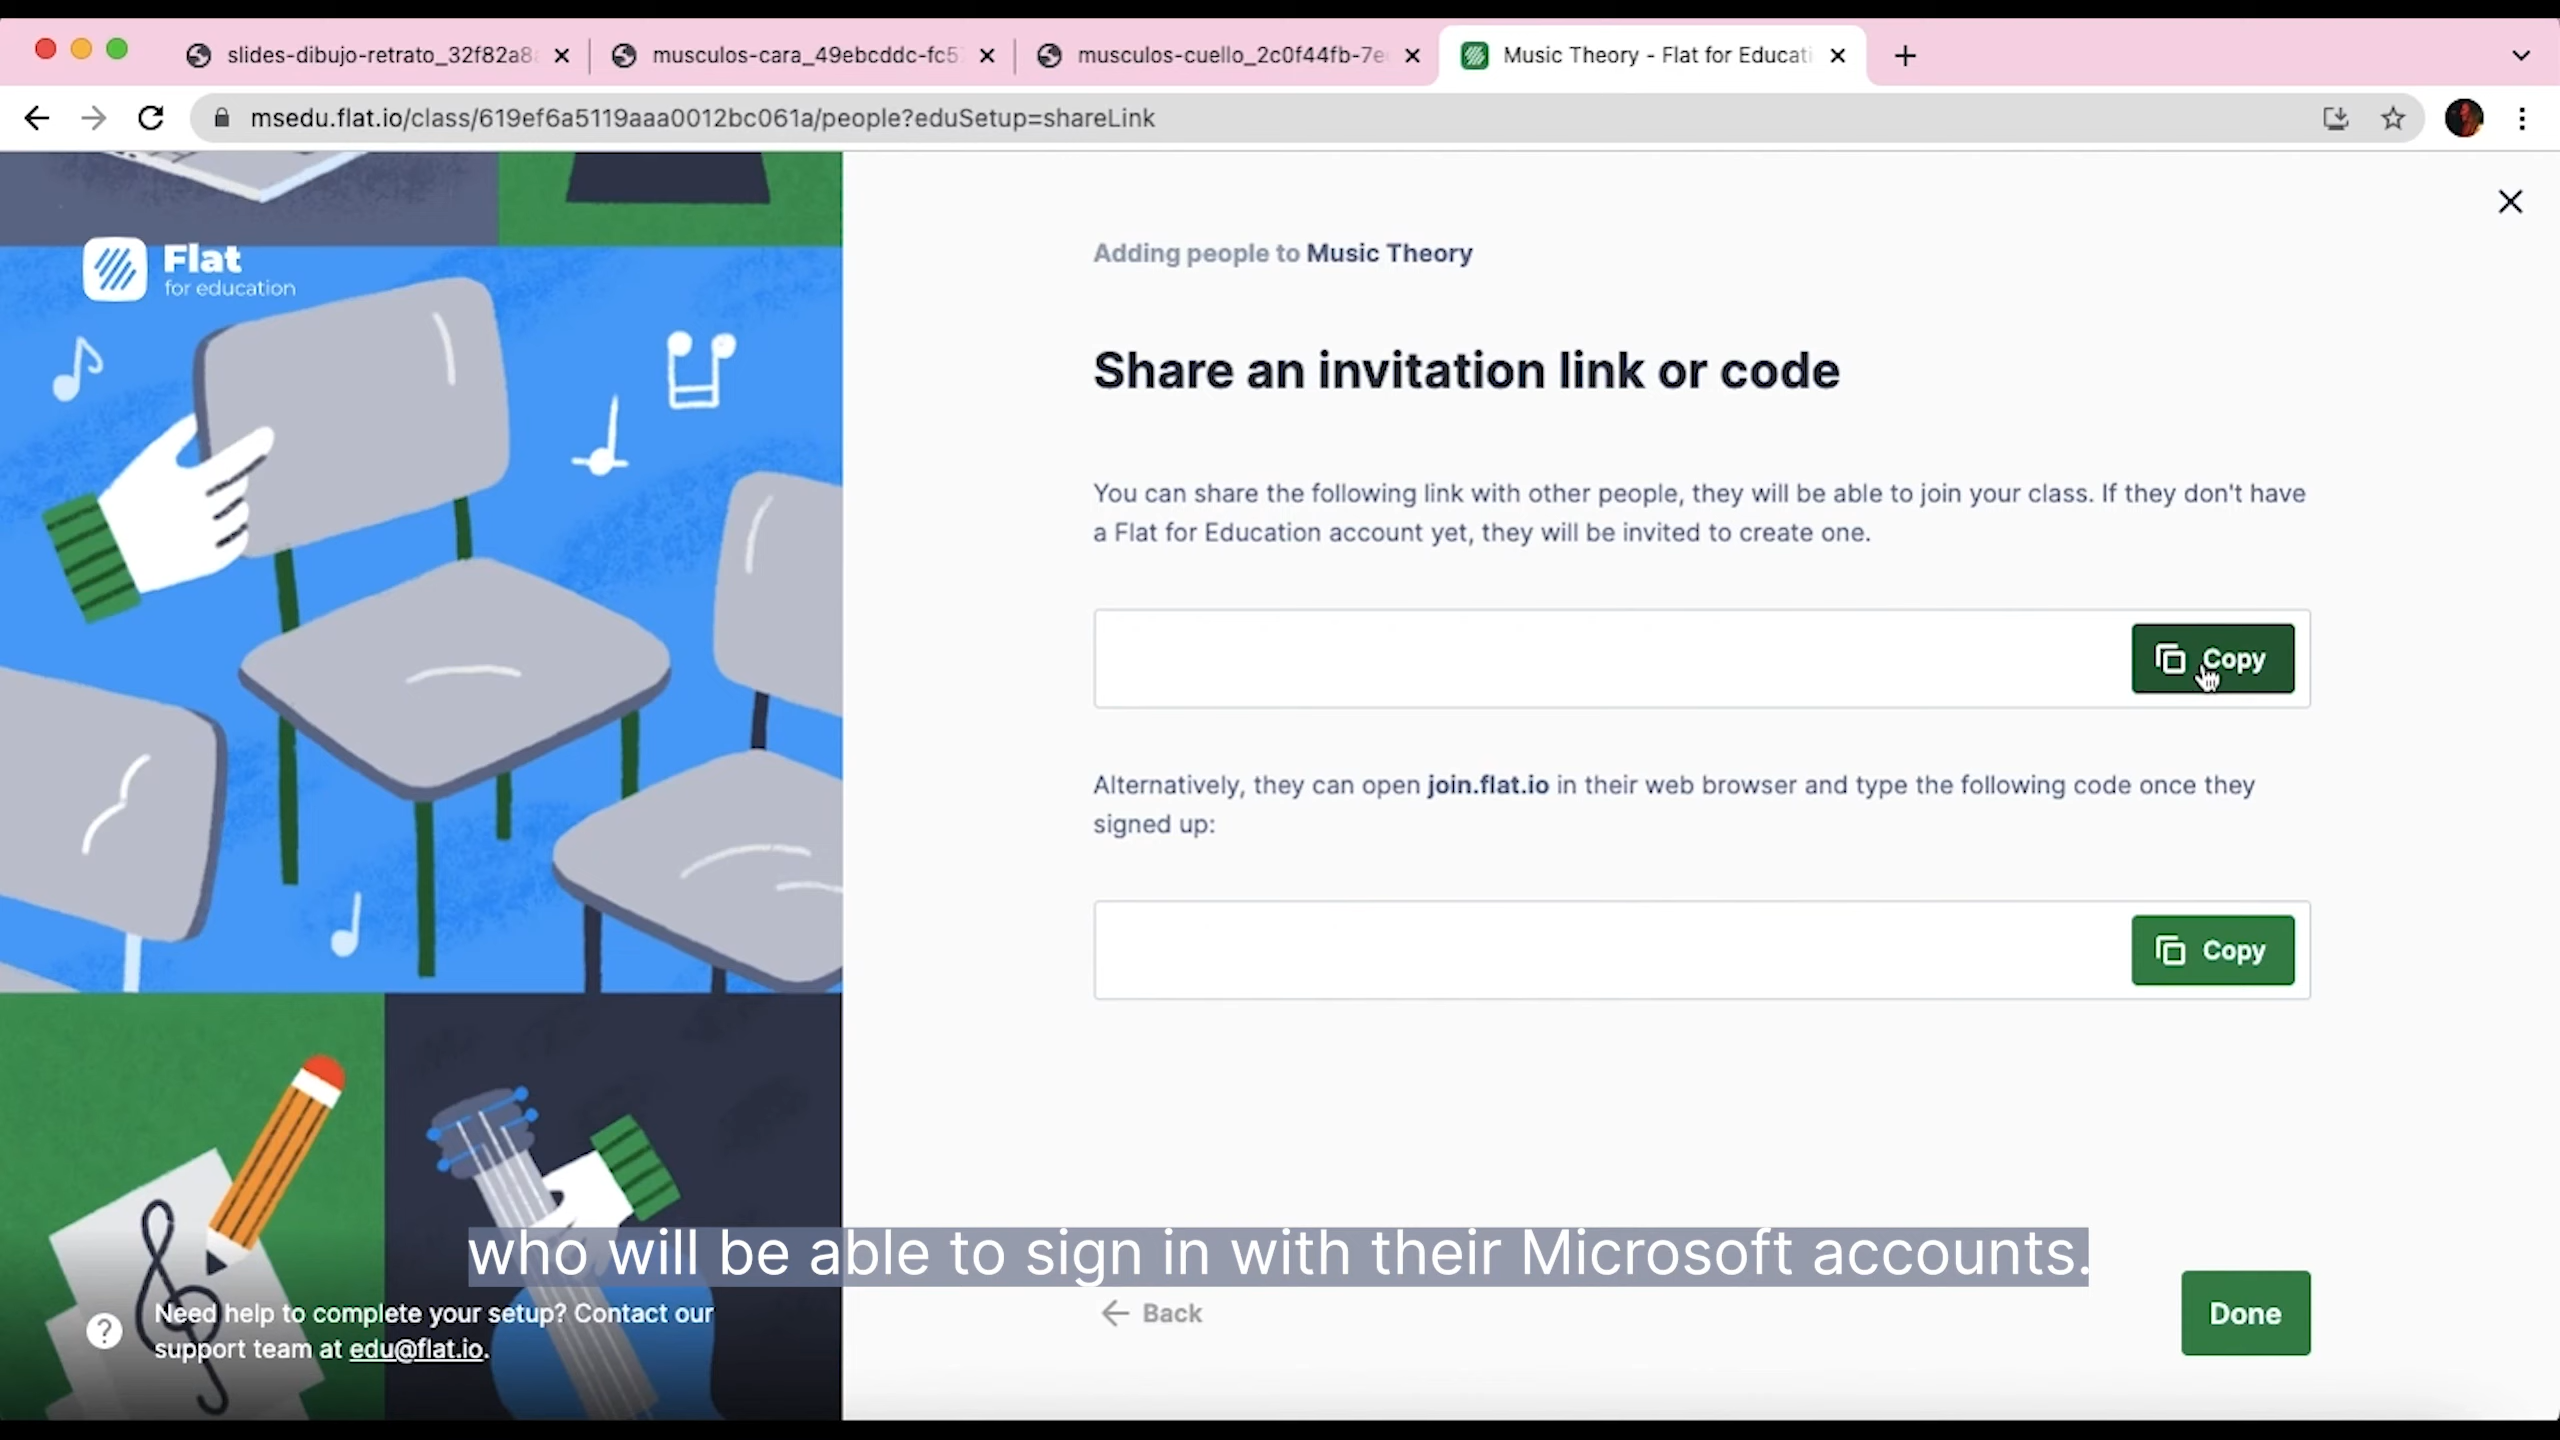 slides-dibujo-retrato_32f82a8
musculos-cara_49ebcddc-fc5
musculos-cuello_2c0f44fb-7e
Music Theory - Flat for Educati
msedu.flat.io/class/619ef6a5119aaa0012bc061a/people?eduSetup=shareLink
Flat
for education
Adding people to Music Theory
Share an invitation link or code
You can share the following link with other people, they will be able to join your class. If they don't have
a Flat for Education account yet, they will be invited to create one.
Copy
Alternatively, they can open join.flat.io in their web browser and type the following code once they
signed up:
Copy
who will be able to sign in with their Microsoft accounts.
Need help to complete your setup? Contact our
support team at edu@flat.io.
Back
Done